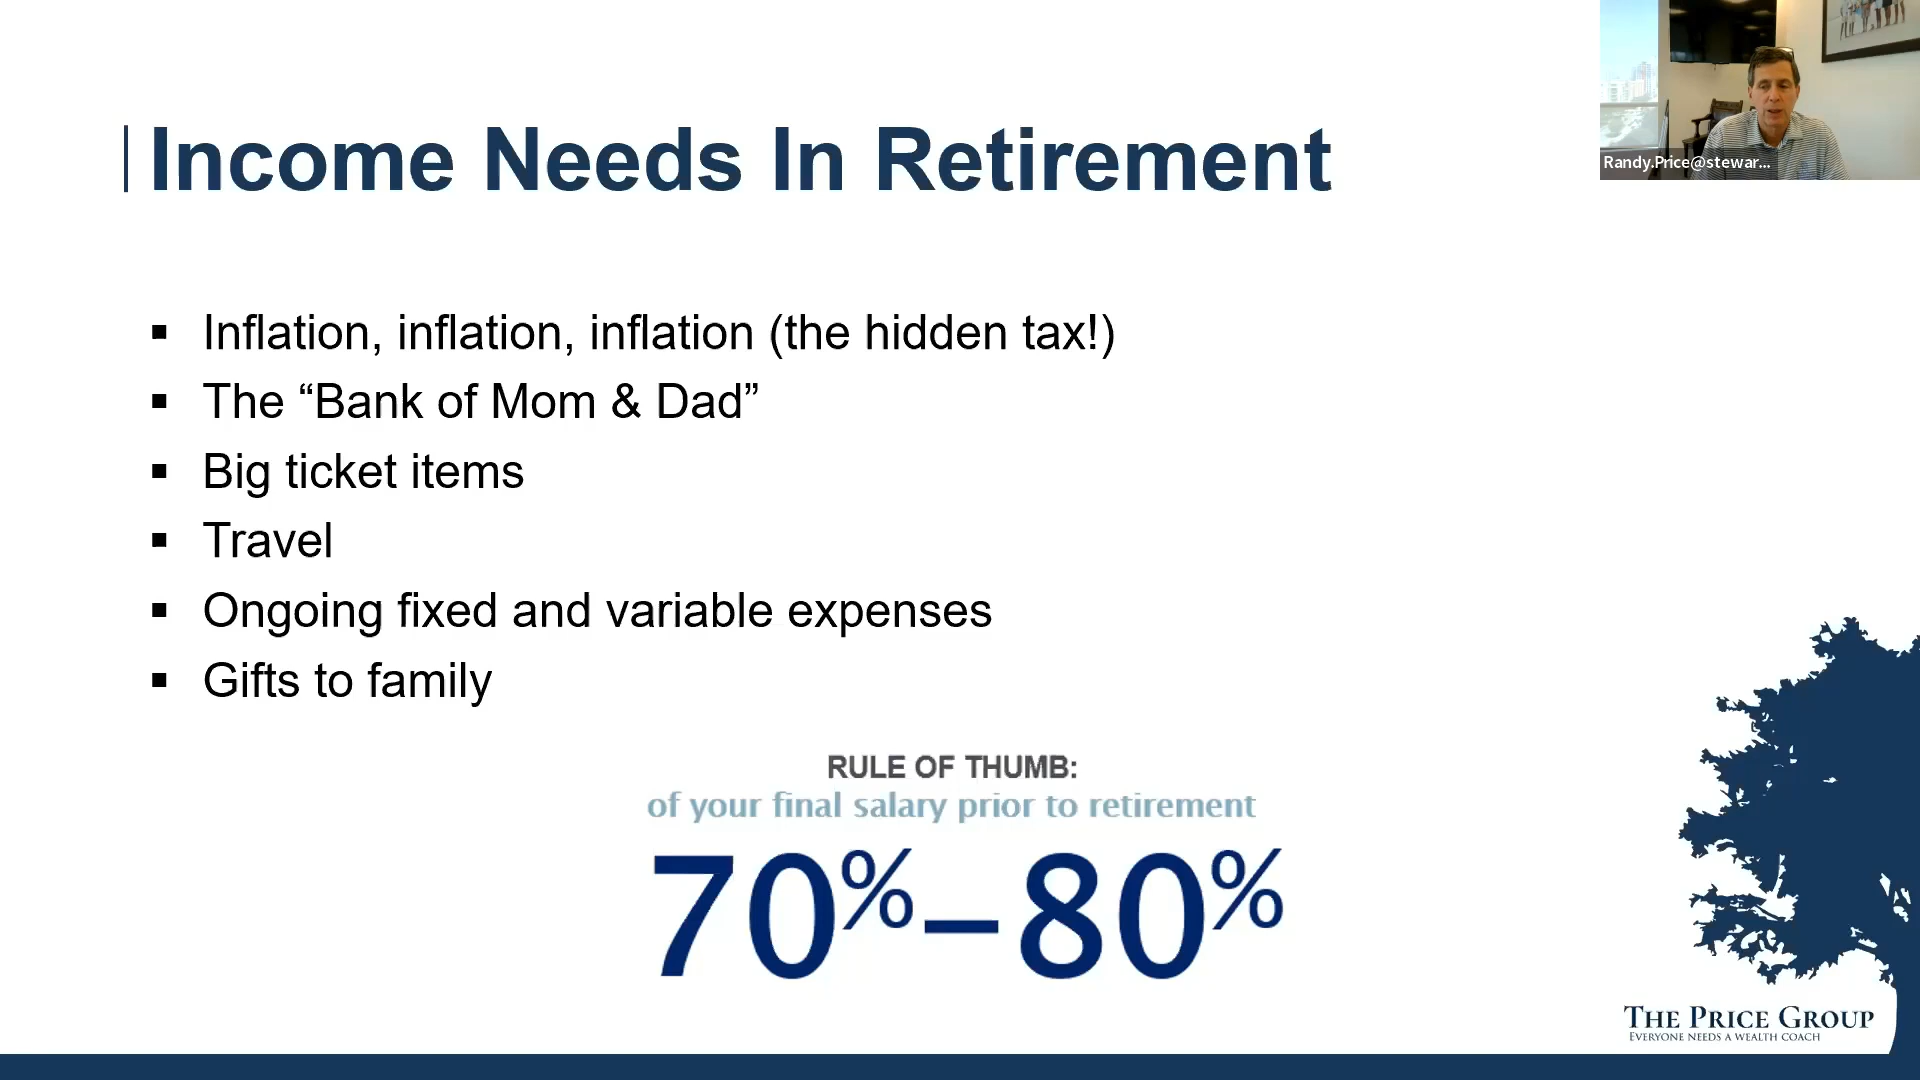 Income Needs In Retirement
Randy.Price@stewar...
▪ Inflation, inflation, inflation (the hidden tax!)
▪ The “Bank of Mom & Dad”
▪ Big ticket items
▪ Travel
▪ Ongoing fixed and variable expenses
▪ Gifts to family
RULE OF THUMB:
of your final salary prior to retirement
70%–80%
THE PRICE GROUP
EVERYONE NEEDS A WEALTH COACH